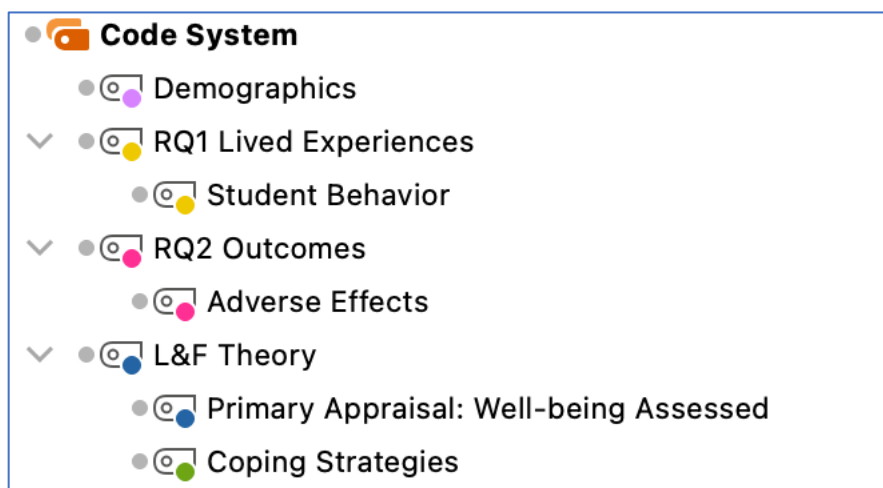 Code System
Demographics
RQ1 Lived Experiences
Student Behavior
RQ2 Outcomes
Adverse Effects
L&F Theory
Primary Appraisal: Well-being Assessed
Coping Strategies